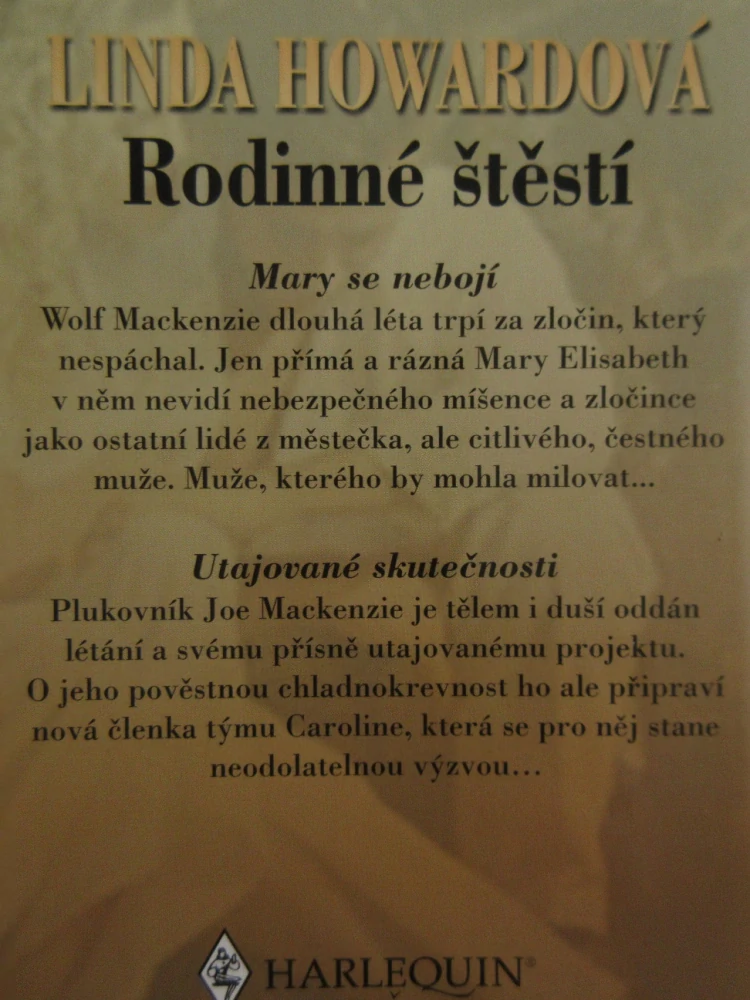 LINDA HOWARDOVÁ
Rodinné štěstí
Mary se nebojí
Wolf Mackenzie dlouhá léta trpí za zločin, který
nespáchal. Jen přímá a rázná Mary Elisabeth
v něm nevidí nebezpečného míšence a zločince
jako ostatní lidé z městečka, ale citlivého, čestného
muže. Muže, kterého by mohla milovat...
Utajované skutečnosti
Plukovník Joe Mackenzie je tělem i duší oddán
létání a svému přísně utajovanému projektu.
O jeho pověstnou chladnokrevnost ho ale připraví
nová členka týmu Caroline, která se pro něj stane
neodolatelnou výzvou...
HARLEQUIN®